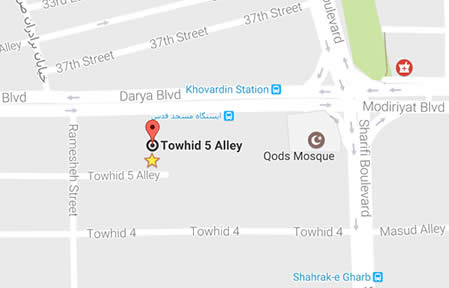 33rd
Alley
37th Street
37th Street
خیابان برادران
Boulevard
Khovardin Station
Blvd
Darya Blvd
Modiriyat Blvd
ایستگاه مسجد قدس
Towhid 5 Alley
Qods Mosque
Ramesheh Street
Sharifi Boulevard
Towhid 5 Alley
Towhid 4
Towhid 4
Towhid 4
Masud Alley
Shahrak-e Gharb